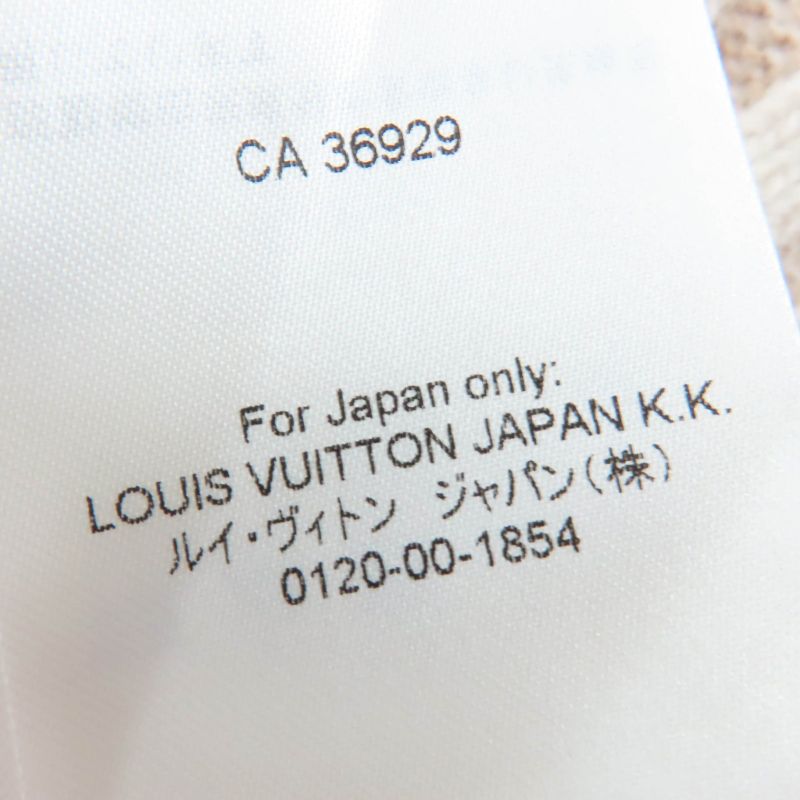 CA 36929
For Japan only:
LOUIS VUITTON JAPAN K.K.
ルイ・ヴィトン ジャパン(株)
0120-00-1854